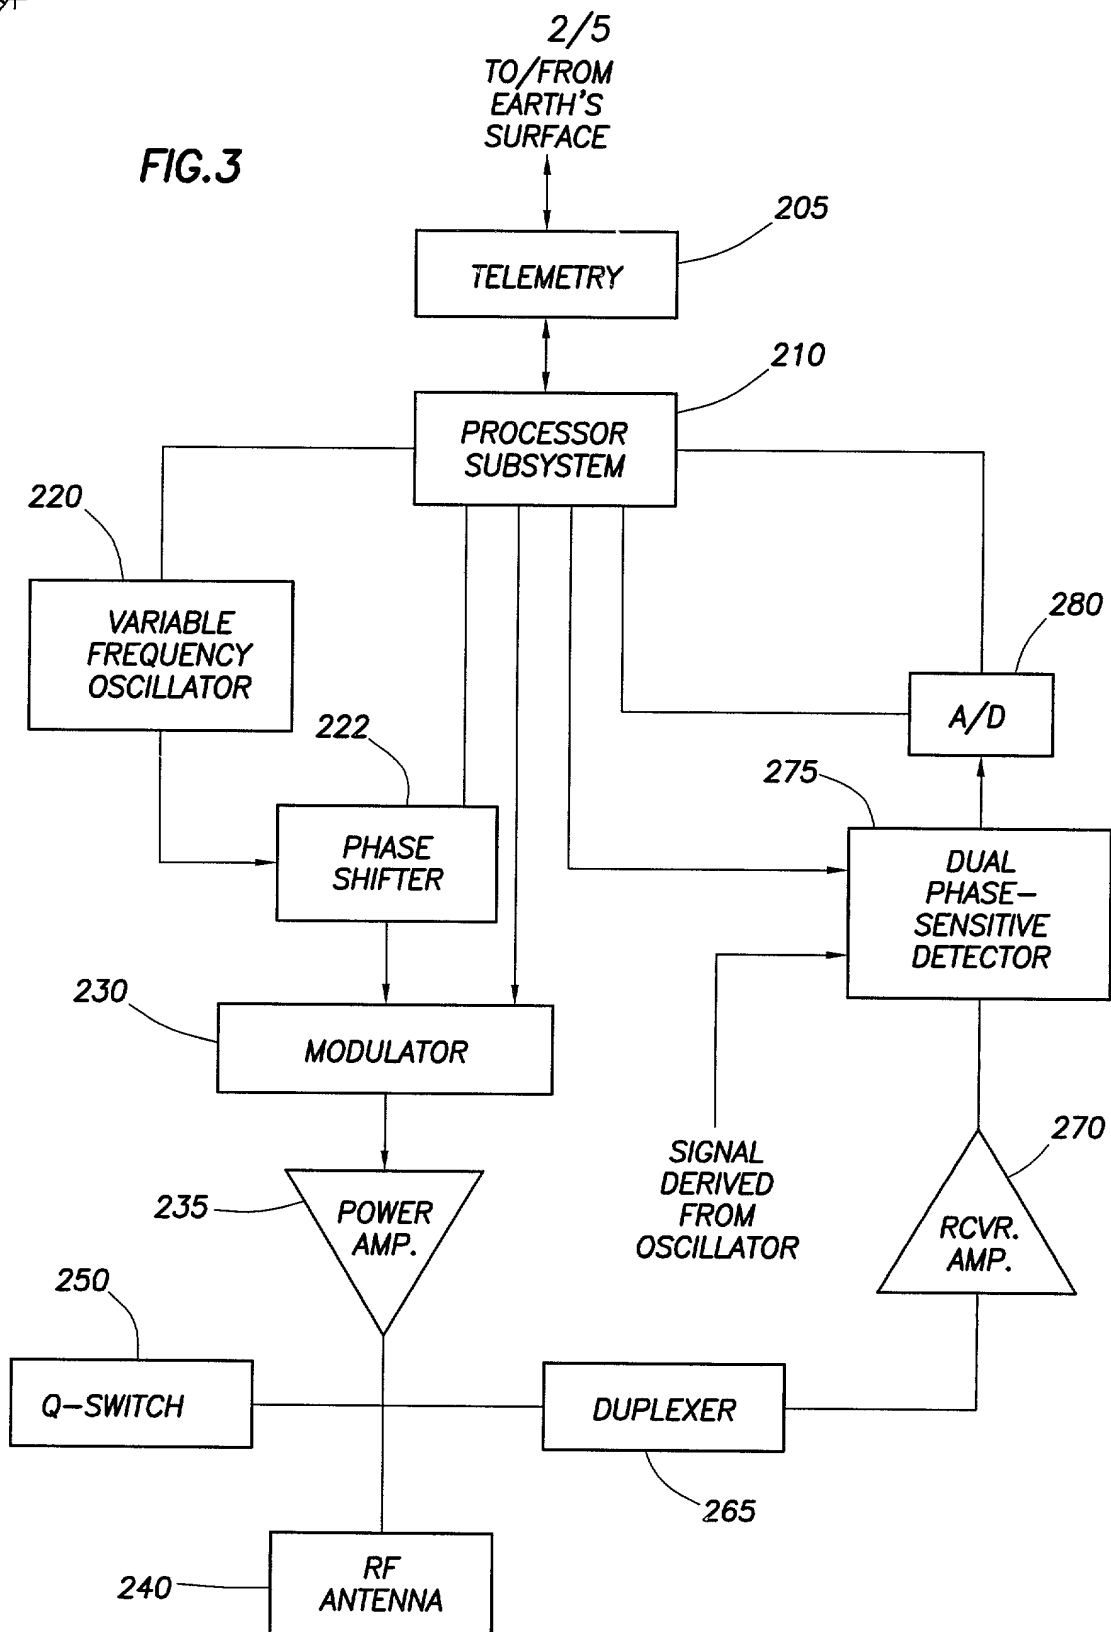 2/5
TO/FROM
EARTH'S
SURFACE
FIG.3
205
TELEMETRY
210
PROCESSOR
SUBSYSTEM
220
VARIABLE
FREQUENCY
OSCILLATOR
280
A/D
222
PHASE
SHIFTER
275
DUAL
PHASE-
SENSITIVE
DETECTOR
230
MODULATOR
235
POWER
AMP.
SIGNAL
DERIVED
FROM
OSCILLATOR
270
RCVR.
AMP.
250
Q-SWITCH
DUPLEXER
265
240
RF
ANTENNA